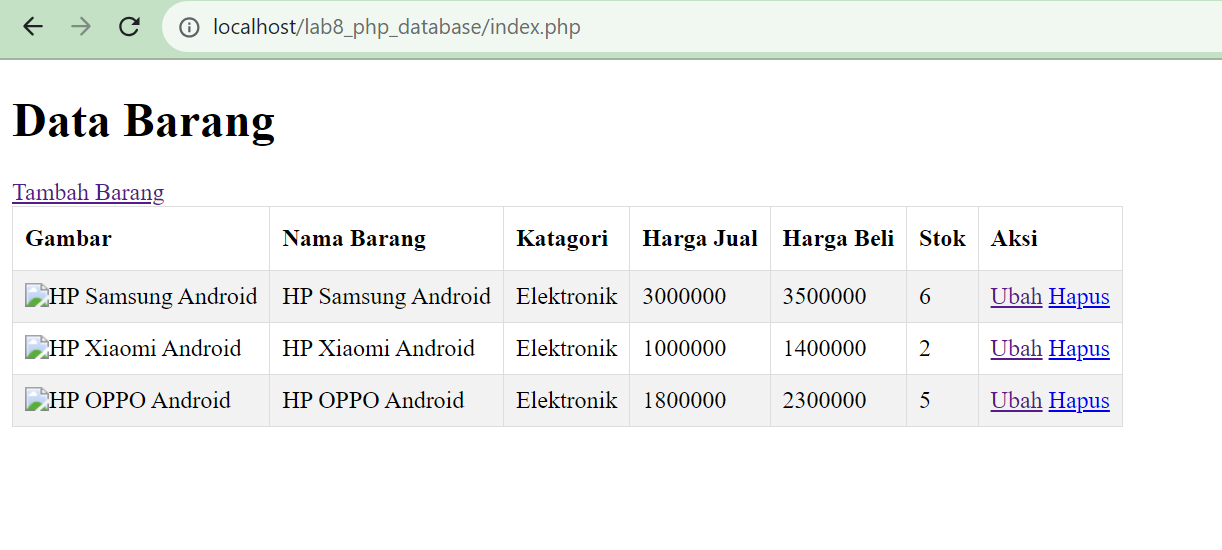 localhost/lab8_php_database/index.php
Data Barang
Tambah Barang
Gambar Nama Barang Katagori Harga Jual Harga Beli Stok Aksi
HP Samsung Android HP Samsung Android Elektronik 3000000 3500000 6 Ubah Hapus
HP Xiaomi Android HP Xiaomi Android Elektronik 1000000 1400000 2 Ubah Hapus
HP OPPO Android HP OPPO Android Elektronik 1800000 2300000 5 Ubah Hapus